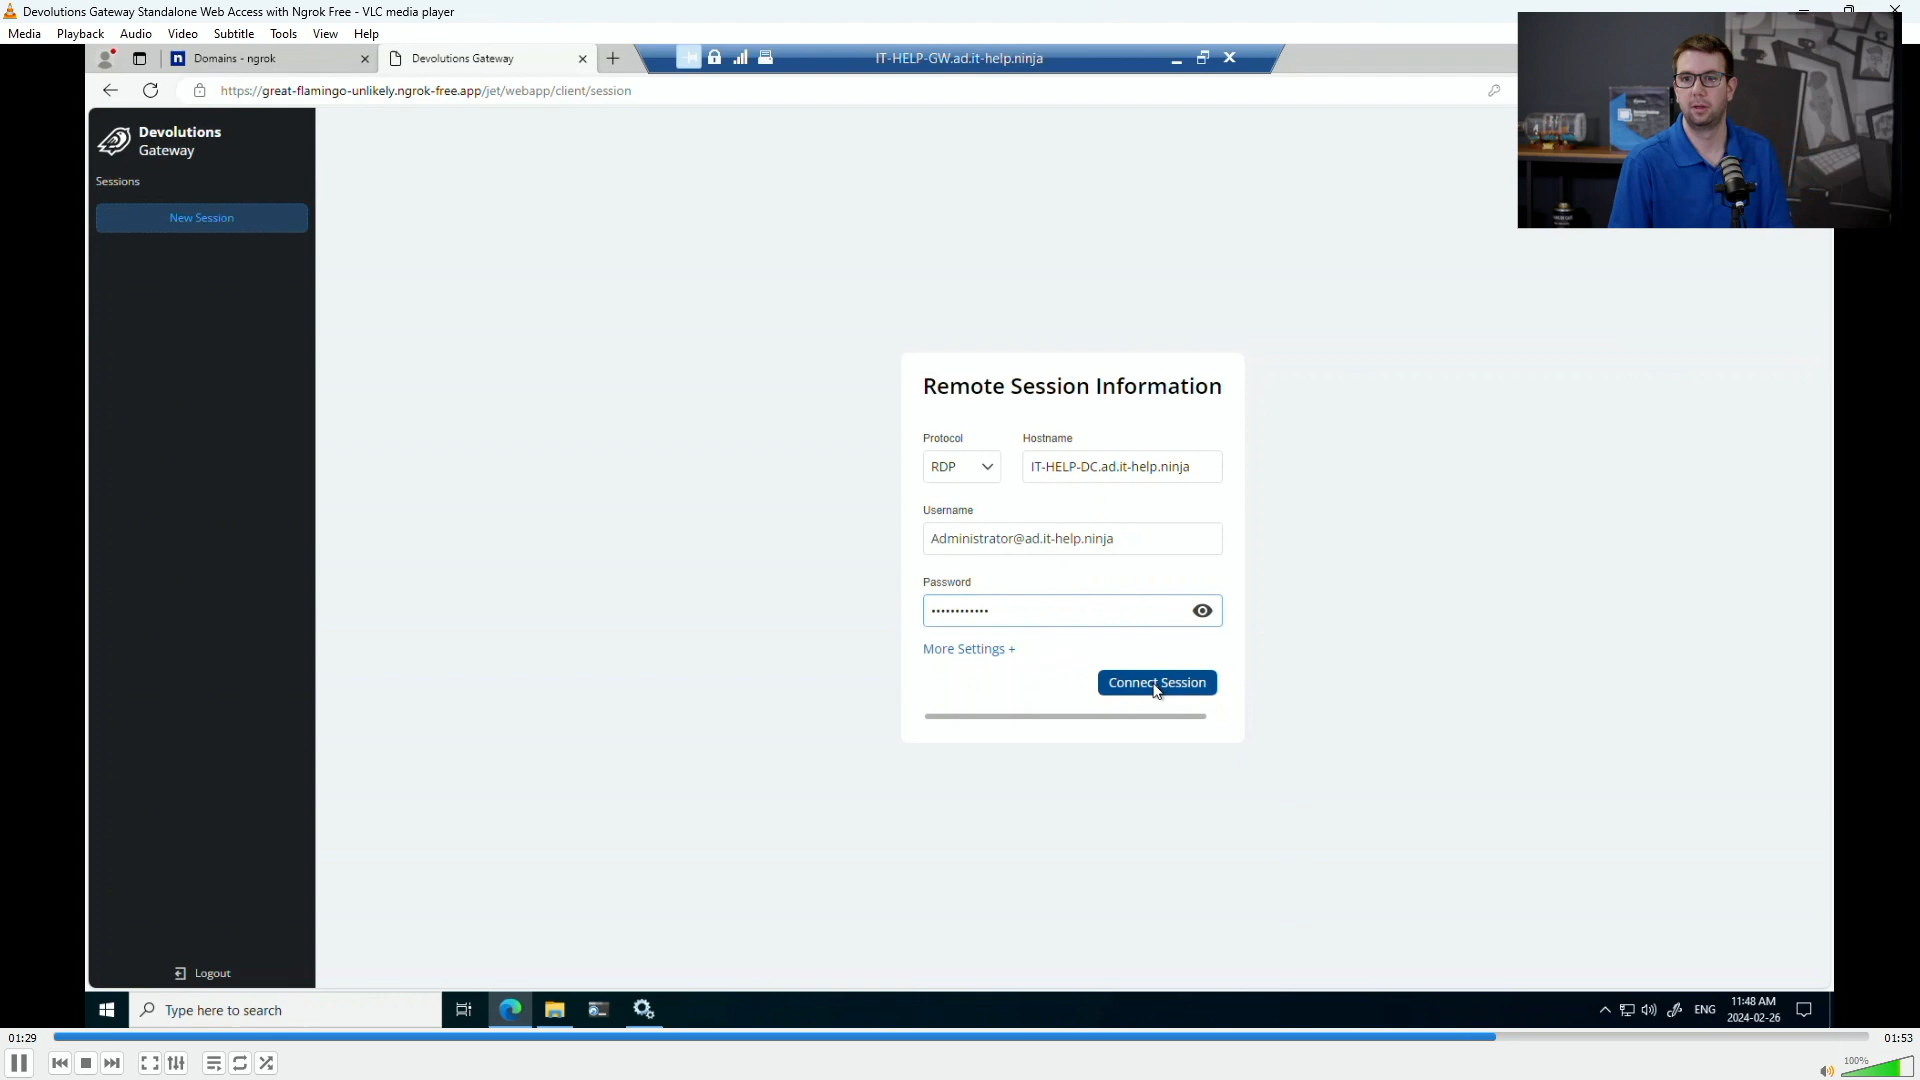 Devolutions Gateway Standalone Web Access with Ngrok Free - VLC media player
Media Playback Audio Video Subtitle Tools View Help
Domains - ngrok
Devolutions Gateway
IT-HELP-GW.ad.it-help.ninja
https://great-flamingo-unlikely.ngrok-free.app/jet/webapp/client/session
Devolutions
Gateway
Sessions
New Session
Remote Session Information
Protocol Hostname
RDP IT-HELP-DC.ad.it-help.ninja
Username
Administrator@ad.it-help.ninja
Password
••••••••••••
More Settings +
Connect Session
Logout
Type here to search
ENG
11:48 AM
2024-02-26
01:29
01:53
100%